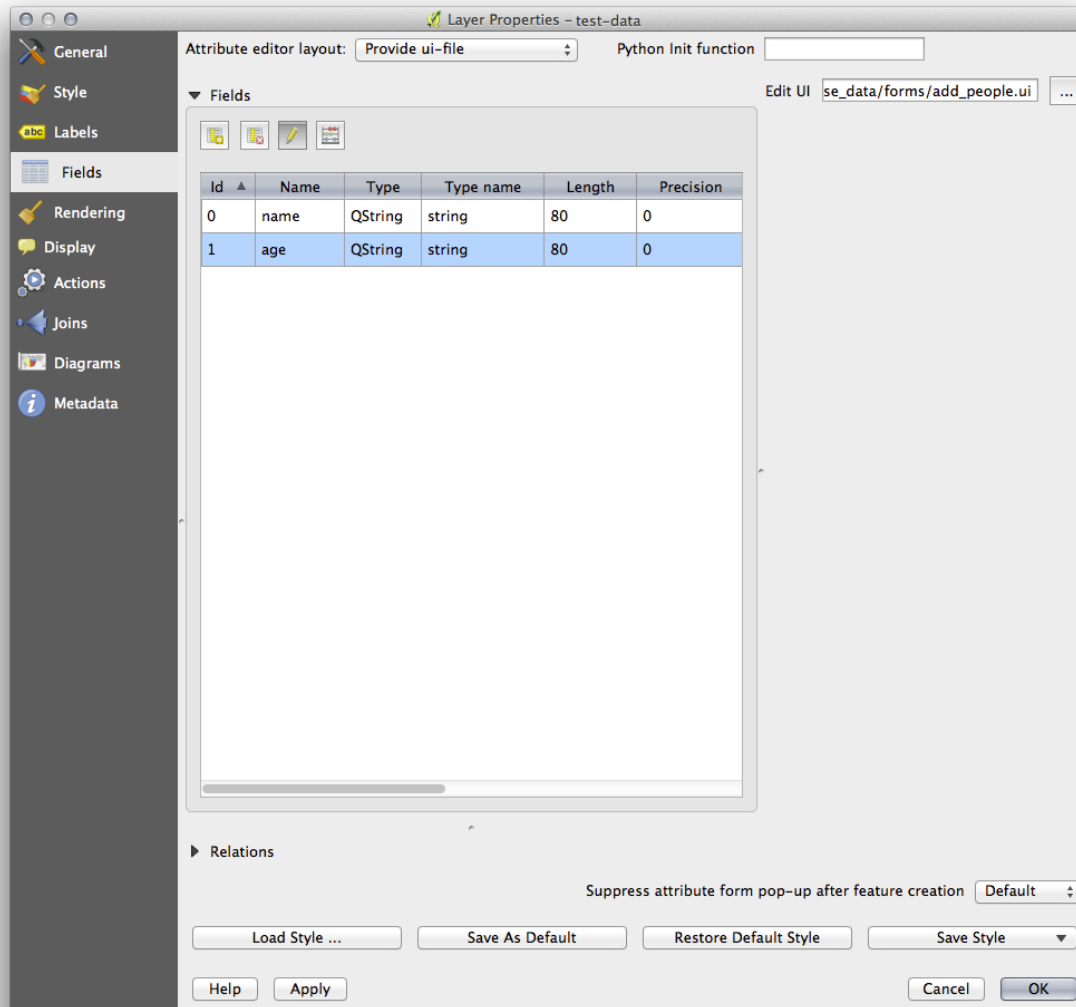 Layer Properties - test-data
General
Style
abc Labels
Fields
Rendering
Display
Actions
Joins
Diagrams
i Metadata
Attribute editor layout: Provide ui-file Python Init function
Fields
Edit UI se_data/forms/add_people.ui ...
Id Name Type Type name Length Precision
0 name QString string 80 0
1 age QString string 80 0
Relations
Suppress attribute form pop-up after feature creation Default
Load Style ... Save As Default Restore Default Style Save Style
Help Apply Cancel OK